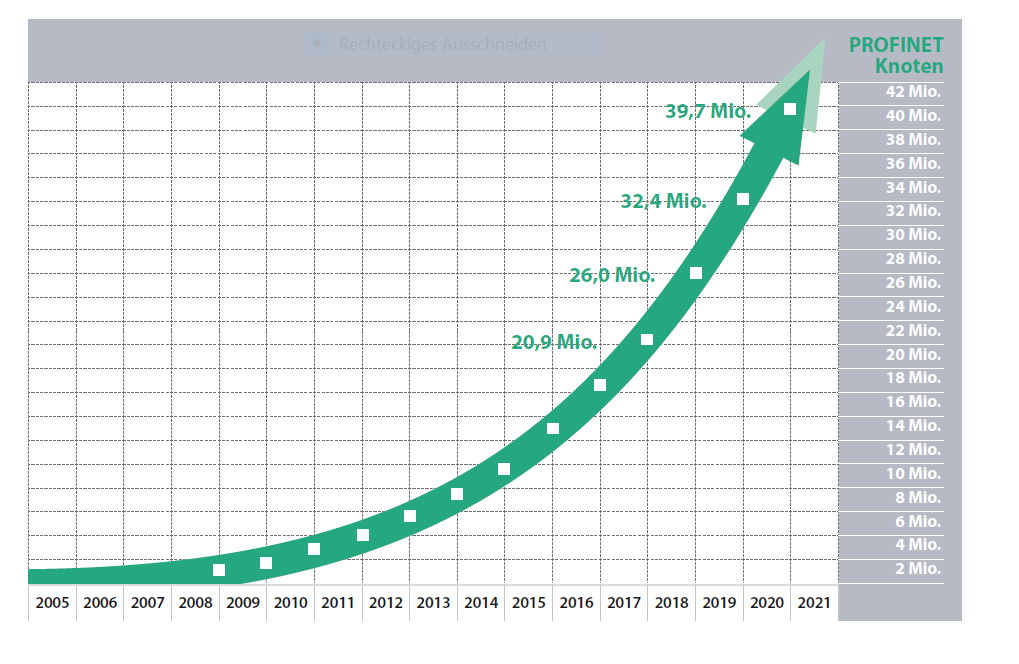 Rechteckiges Ausschneiden
PROFINET
Knoten
42 Mio.
39,7 Mio.
40 Mio.
38 Mio.
36 Mio.
34 Mio.
32,4 Mio.
32 Mio.
30 Mio.
28 Mio.
26,0 Mio.
26 Mio.
24 Mio.
22 Mio.
20,9 Mio.
20 Mio.
18 Mio.
16 Mio.
14 Mio.
12 Mio.
10 Mio.
8 Mio.
6 Mio.
4 Mio.
2 Mio.
2005 2006 2007 2008 2009 2010 2011 2012 2013 2014 2015 2016 2017 2018 2019 2020 2021